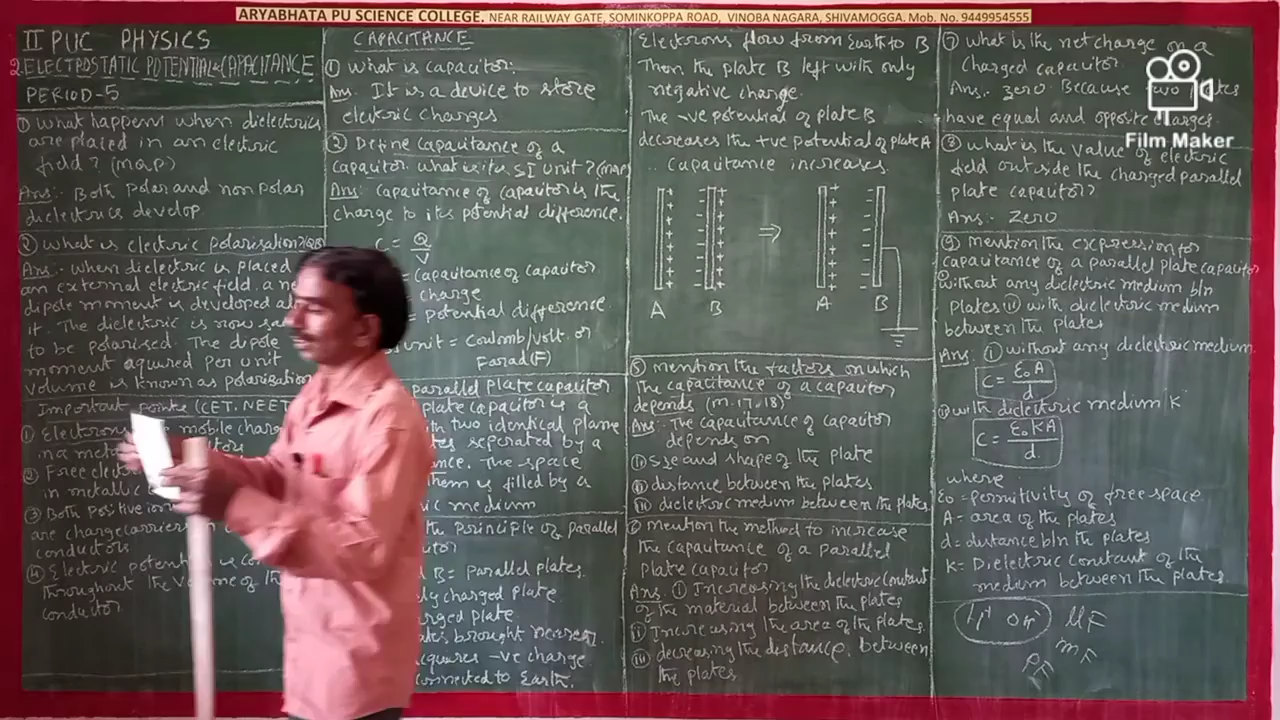 ARYABHATA PU SCIENCE COLLEGE. NEAR RAILWAY GATE, SOMINKOPPA ROAD, VINOBA NAGARA, SHIVAMOGGA. Mob. No. 9449954555
II PUC PHYSICS
2. ELECTROSTATIC POTENTIAL & CAPACITANCE
PERIOD-5
① What happens when dielectrics
are placed in an electric
field? (MQP)
Ans:- Both Polar and non Polar
dielectrics develop
② What is electric polarisation?
Ans:- When dielectric is placed
an external electric field, a
dipole moment is developed
it. The dielectric is now
to be polarised. The dipole
moment aquired per unit
volume is known as polarisation
Important points (CET, NEET
① Electrons mobile
in a
② Free
in metallic
③ Both Positive ion
are charge carriers in
conductors
④ Electric potential is
throughout the volume of the
conductor
CAPACITANCE
① What is capacitor:
Ans. It is a device to store
electric charges
② Define capacitance of a
capacitor what is its SI unit? (MQP)
Ans: capacitance of capacitor is the
charge to its potential difference.
C = Q/V
= capacitance of capacitor
charge
= potential difference
unit = coulomb/volt. or
Farad (F)
parallel plate capacitor
plate capacitor is a
with two identical plane
seperated by a
The space
is filled by a
medium
principle of parallel
B = Parallel plates.
charged plate.
plate
brought nearer
acquires -ve charge
connected to Earth.
Electrons flow from Earth to B
Then the plate B left with only
negative charge.
The -ve potential of plate B
decreases the +ve potential of plate A
∴ capacitance increases.
+ - + ⇒ + -
A B A B
⑤ mention the factors on which
The capacitance of a capacitor
depends (M-17, 18)
Ans:- The capacitance of capacitor
depends on
i) size and shape of the plate
ii) distance between the plates
iii) dielectric medium between the plates.
⑥ mention the method to increase
the capacitance of a parallel
plate capacitor
Ans. ① Increasing the dielectric constant
of the material between the plates
ii) Increasing the area of the plates.
iii) decreasing the distance between
the plates
⑦ what is the net charge on a
charged capacitor.
Ans. zero. Because two plates
have equal and opposite charges.
⑧ what is the value of electric
field outside the charged parallel
plate capacitor?
Ans:- Zero
⑨ mention the expression for
capacitance of a parallel plate capacitor
① without any dielectric medium b/n
plates ⑪ with dielectric medium
between the plates
Ans: ① without any dielectric medium.
C = ε₀A/d
ii) with dielectric medium 'K'
C = ε₀KA/d
where
ε₀ = permitivity of free space
A = area of the plates
d = distance b/n the plates
K = Dielectric constant of the
medium between the plates.
μF
mF
PF
Film Maker